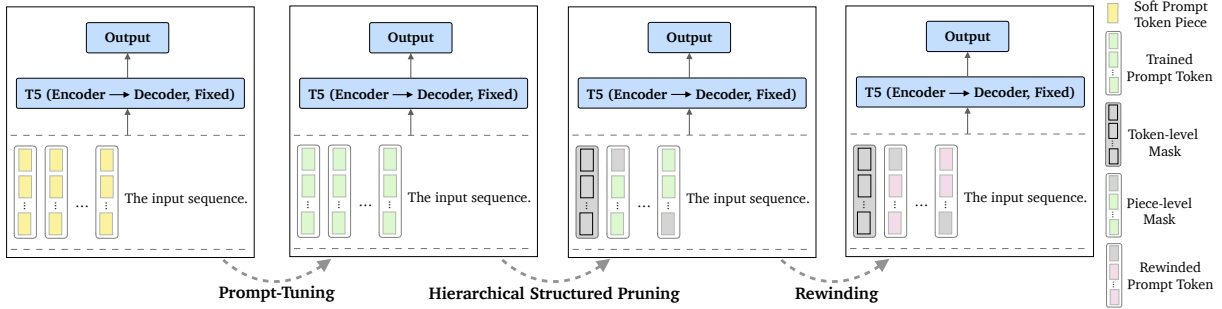 Output
T5 (Encoder → Decoder, Fixed)
... The input sequence.
Output
T5 (Encoder → Decoder, Fixed)
... The input sequence.
Output
T5 (Encoder → Decoder, Fixed)
... The input sequence.
Output
T5 (Encoder → Decoder, Fixed)
... The input sequence.
Prompt-Tuning
Hierarchical Structured Pruning
Rewinding
Soft Prompt
Token Piece
Trained
Prompt Token
Token-level
Mask
Piece-level
Mask
Rewinded
Prompt Token